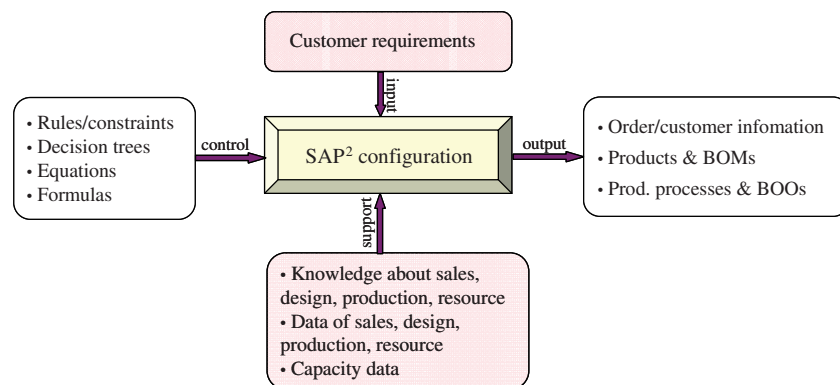 Customer requirements
input
• Rules/constraints
• Decision trees
• Equations
• Formulas
control
SAP² configuration
output
• Order/customer infomation
• Products & BOMs
• Prod. processes & BOOs
support
• Knowledge about sales,
design, production, resource
• Data of sales, design,
production, resource
• Capacity data